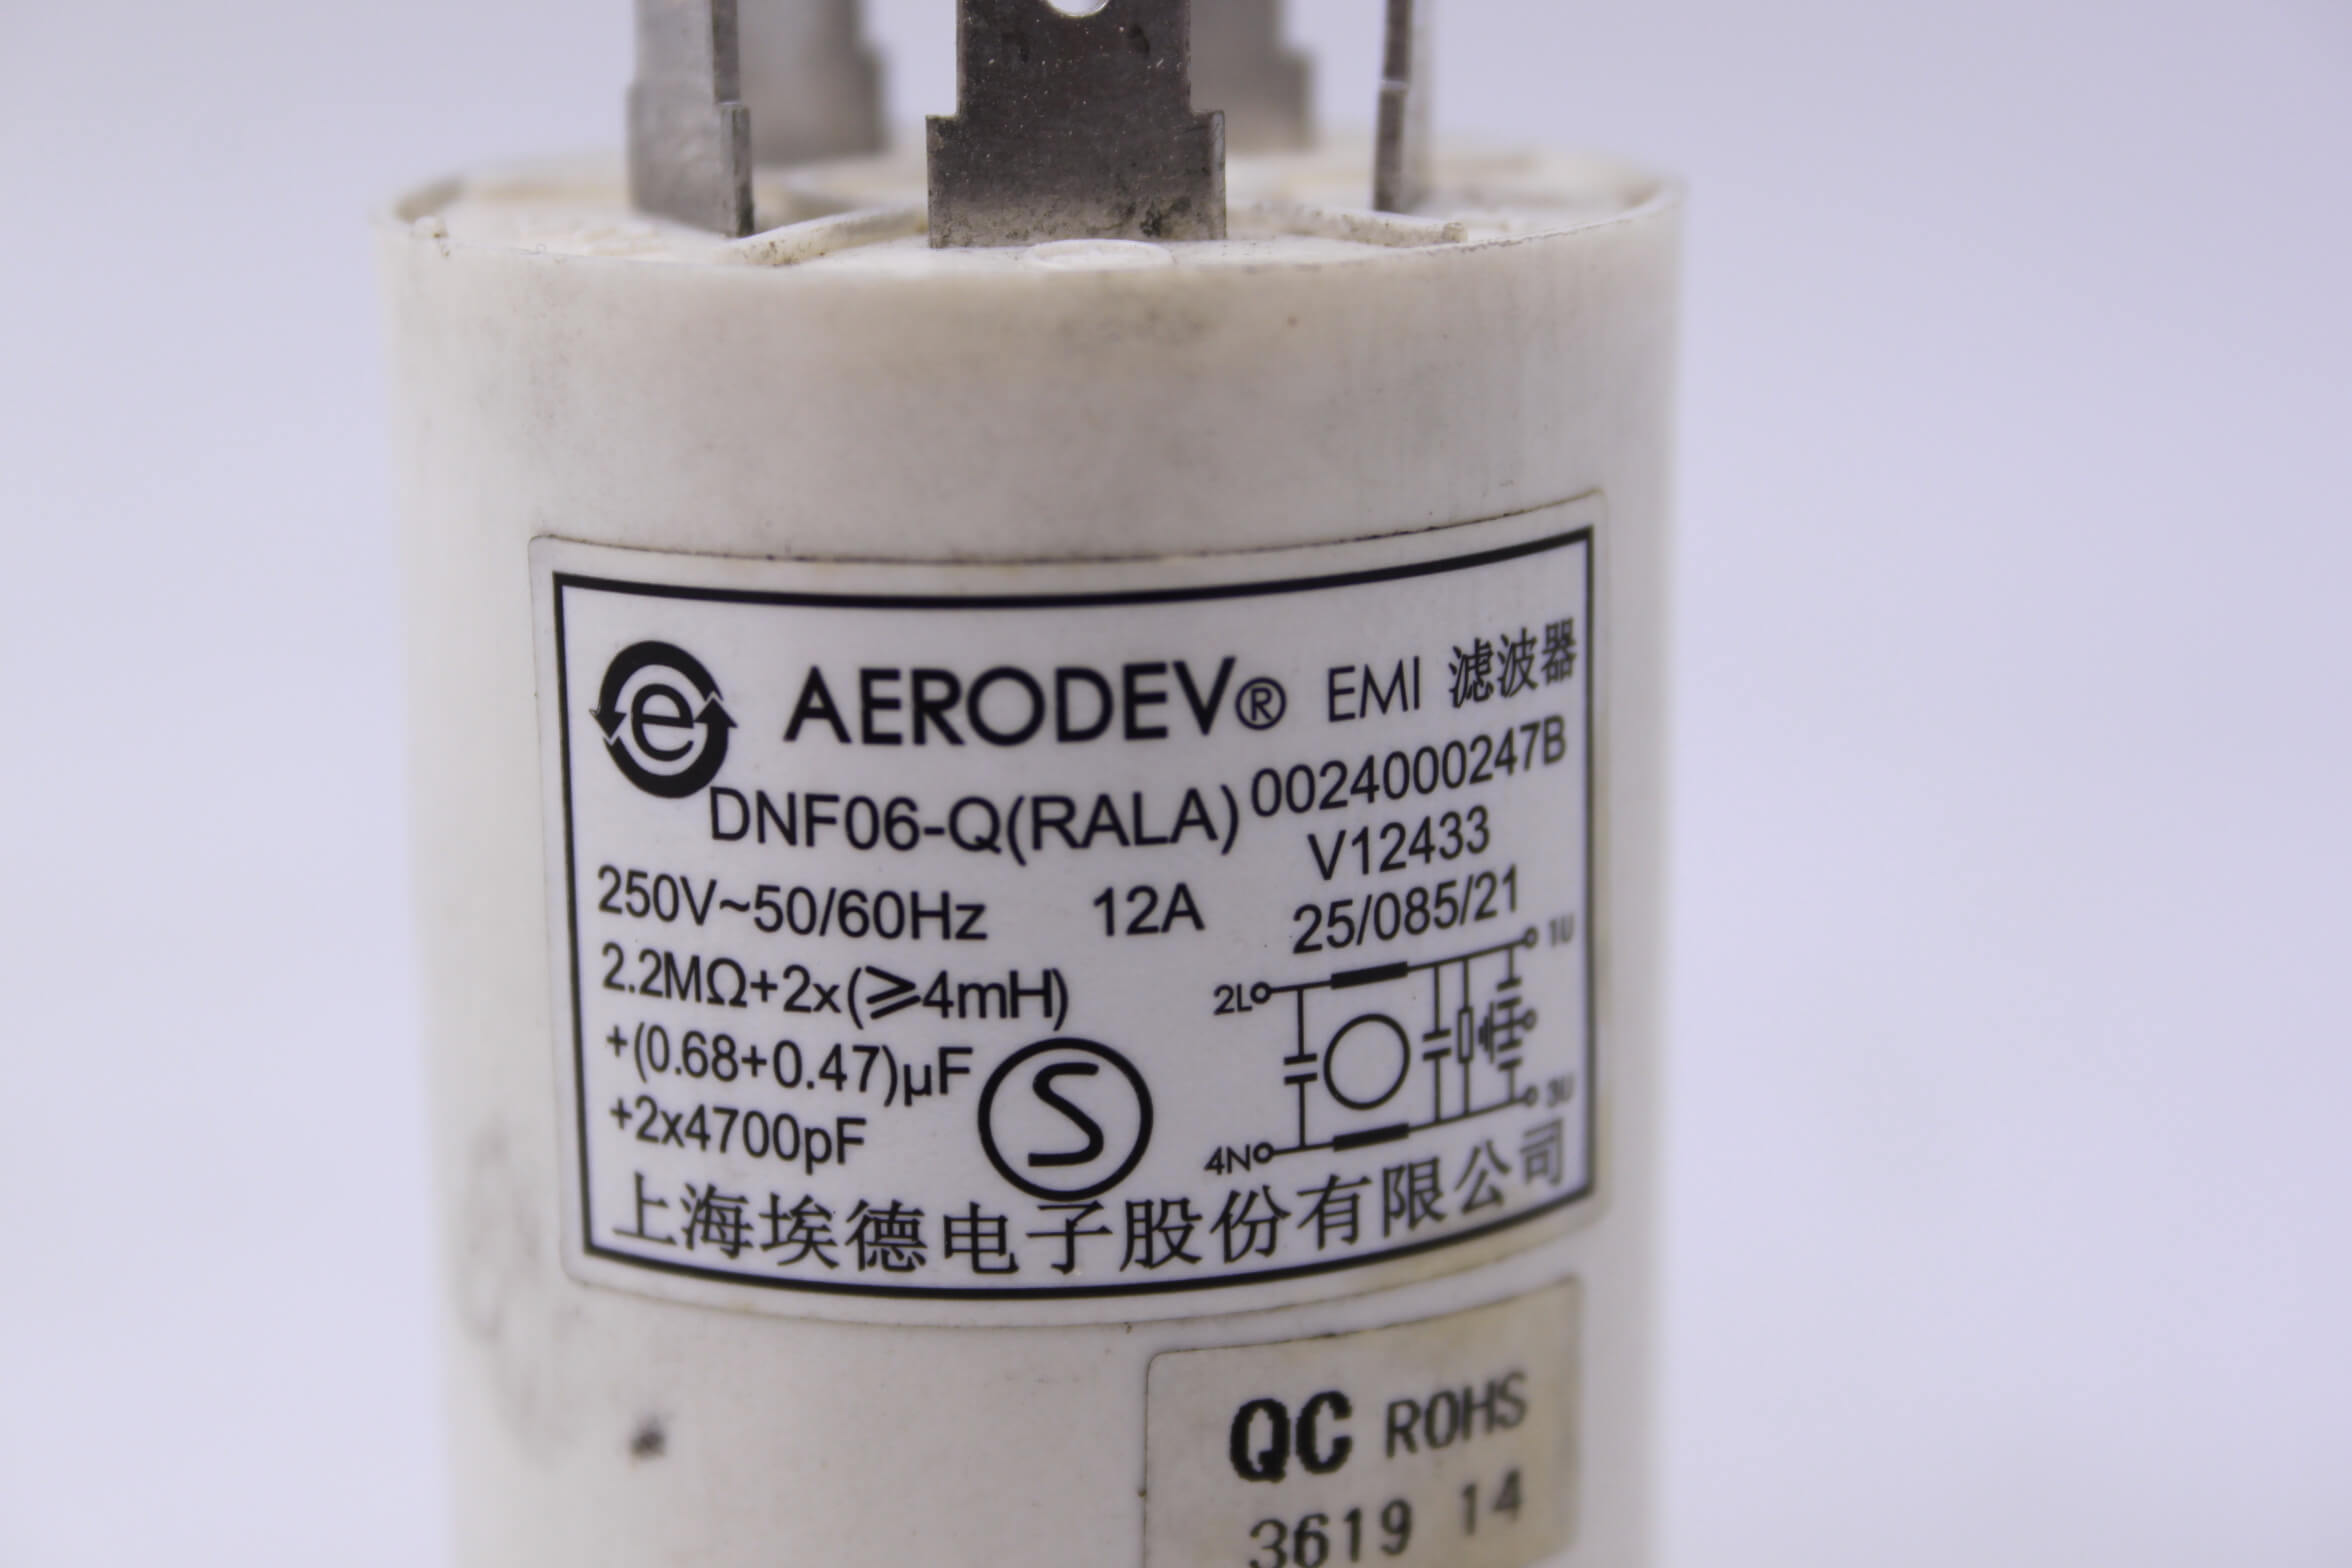 e AERODEV® EMI 滤波器
DNF06-Q(RALA) 0024000247B
V12433
250V~50/60Hz 12A 25/085/21
2.2MΩ+2x(⩾4mH)
+(0.68+0.47)μF
+2x4700pF
S
2L 1U
4N 3U
上海埃德电子股份有限公司
QC ROHS
3619 14